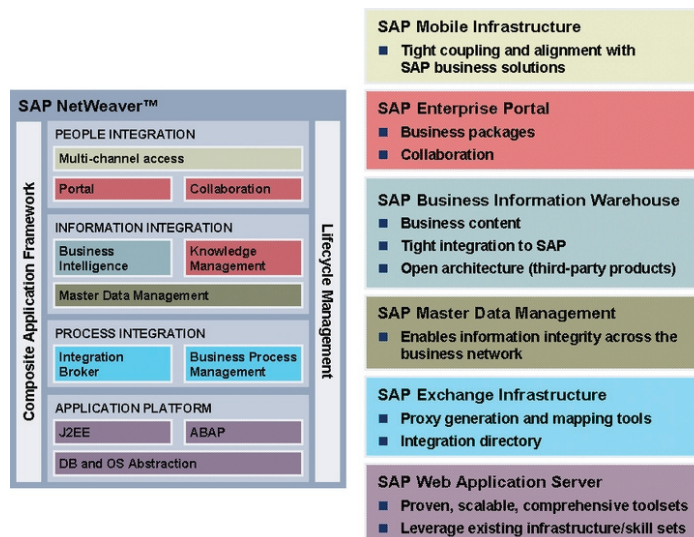 SAP NetWeaver™
Composite Application Framework
PEOPLE INTEGRATION
Multi-channel access
Portal
Collaboration
INFORMATION INTEGRATION
Business
Intelligence
Knowledge
Management
Master Data Management
PROCESS INTEGRATION
Integration
Broker
Business Process
Management
APPLICATION PLATFORM
J2EE
ABAP
DB and OS Abstraction
Lifecycle Management
SAP Mobile Infrastructure
Tight coupling and alignment with
SAP business solutions
SAP Enterprise Portal
Business packages
Collaboration
SAP Business Information Warehouse
Business content
Tight integration to SAP
Open architecture (third-party products)
SAP Master Data Management
Enables information integrity across the
business network
SAP Exchange Infrastructure
Proxy generation and mapping tools
Integration directory
SAP Web Application Server
Proven, scalable, comprehensive toolsets
Leverage existing infrastructure/skill sets